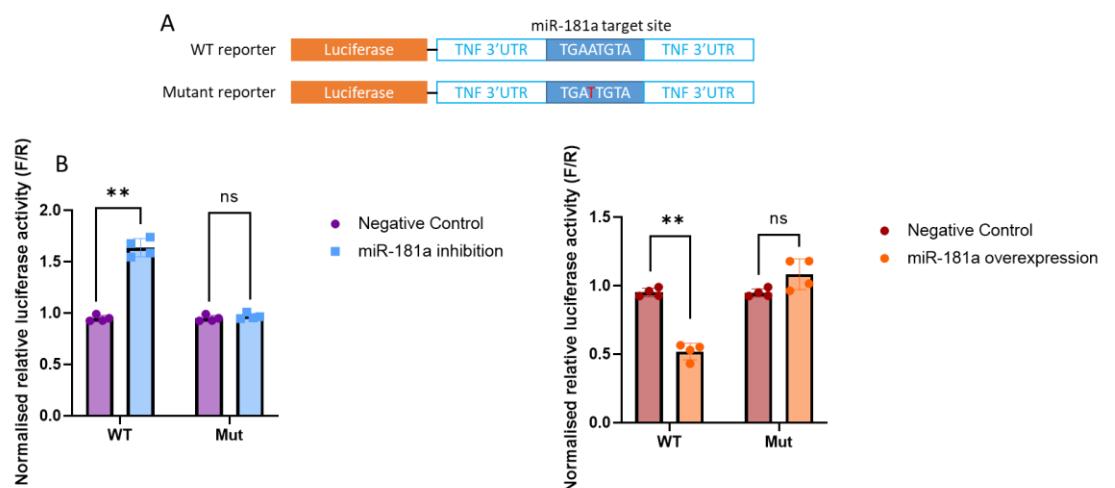 A
miR-181a target site
WT reporter Luciferase TNF 3’UTR TGAATGTA TNF 3’UTR
Mutant reporter Luciferase TNF 3’UTR TGATTGTA TNF 3’UTR
B
Normalised relative luciferase activity (F/R)
2.0
1.5
1.0
0.5
0.0
**
ns
WT
Mut
Negative Control
miR-181a inhibition
Normalised relative luciferase activity (F/R)
1.5
1.0
0.5
0.0
**
ns
WT
Mut
Negative Control
miR-181a overexpression